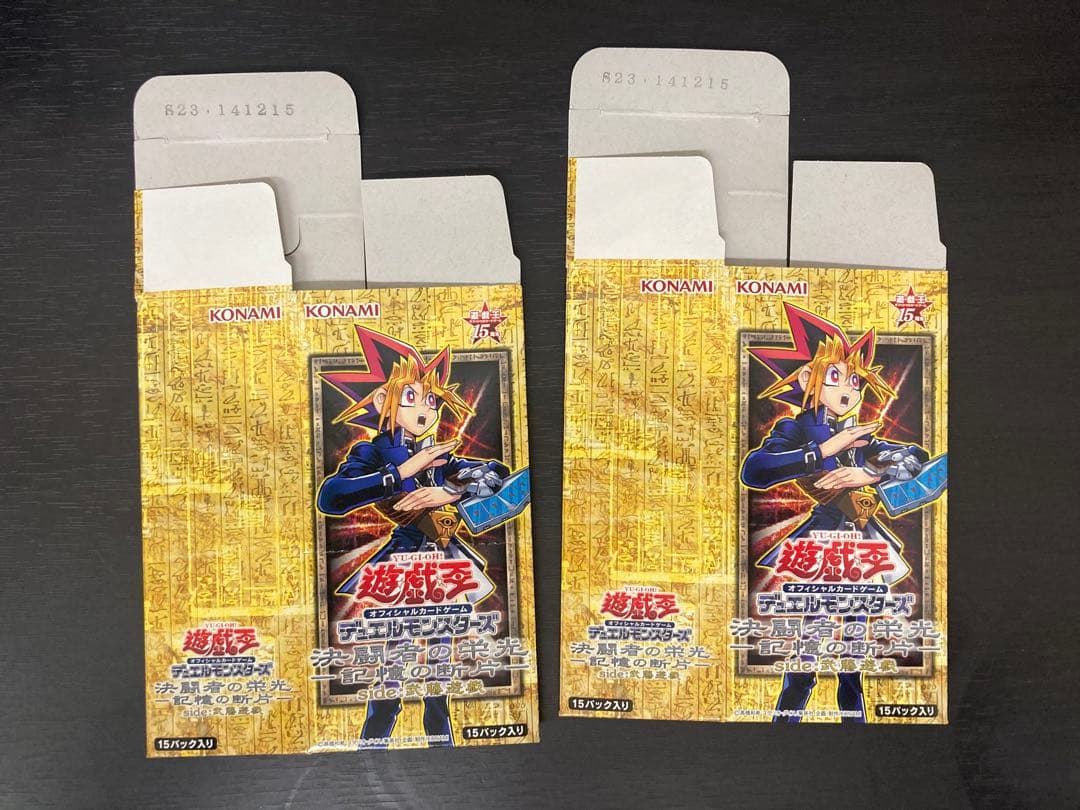 S23・141215
KONAMI
KONAMI
遊戯王
15周年
YU-GI-OH!
遊戯王
オフィシャルカードゲーム
デュエルモンスターズ
決闘者の栄光
―記憶の断片―
side:武藤遊戯
15パック入り
YU-GI-OH!
遊戯王
オフィシャルカードゲーム
デュエルモンスターズ
決闘者の栄光
―記憶の断片―
side:武藤遊戯
15パック入り
S23・141215
KONAMI
KONAMI
遊戯王
15周年
YU-GI-OH!
遊戯王
オフィシャルカードゲーム
デュエルモンスターズ
決闘者の栄光
―記憶の断片―
side:武藤遊戯
15パック入り
YU-GI-OH!
遊戯王
オフィシャルカードゲーム
デュエルモンスターズ
決闘者の栄光
―記憶の断片―
side:武藤遊戯
15パック入り